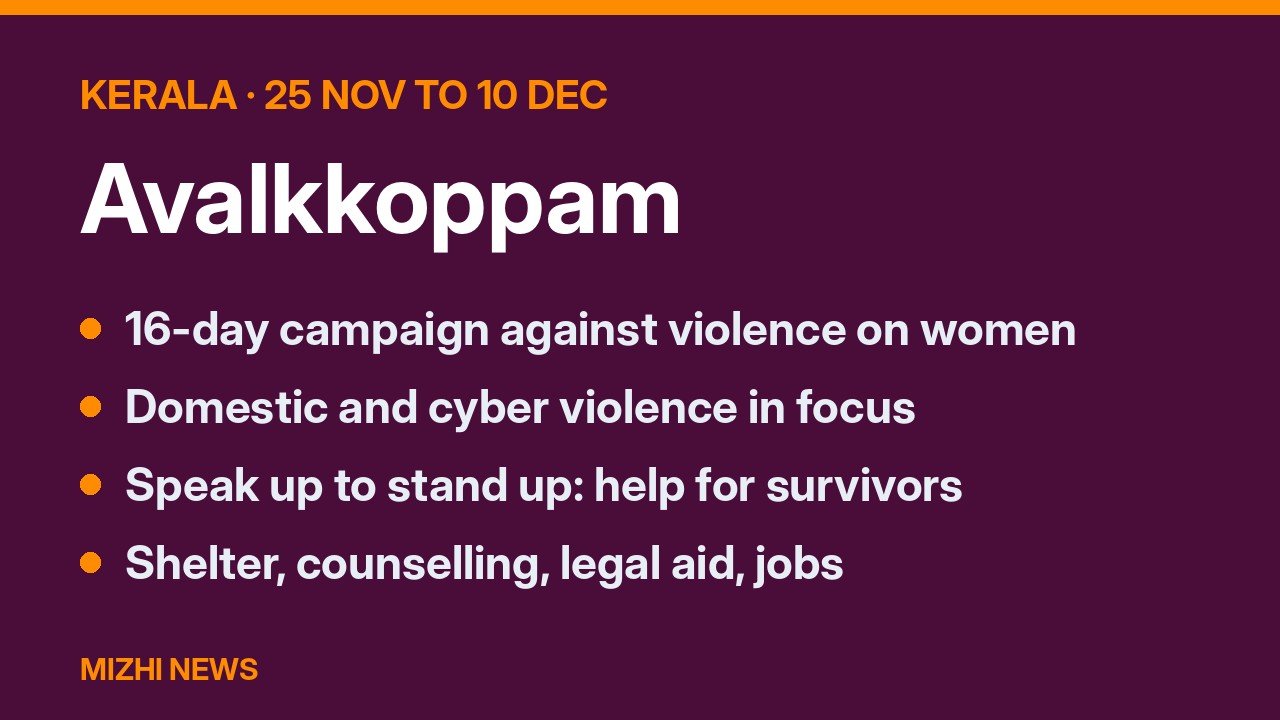 KERALA · 25 NOV TO 10 DEC
Avalkkoppam
16-day campaign against violence on women
Domestic and cyber violence in focus
Speak up to stand up: help for survivors
Shelter, counselling, legal aid, jobs
MIZHI NEWS